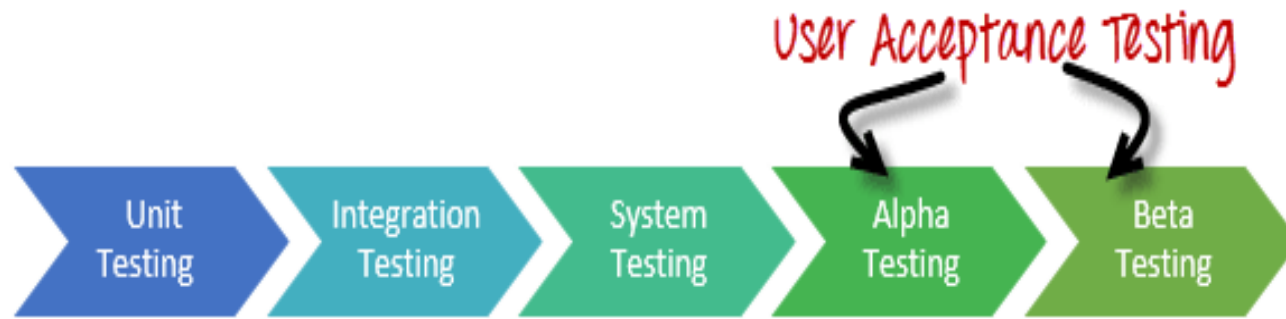 User Acceptance Testing
Unit
Testing
Integration
Testing
System
Testing
Alpha
Testing
Beta
Testing